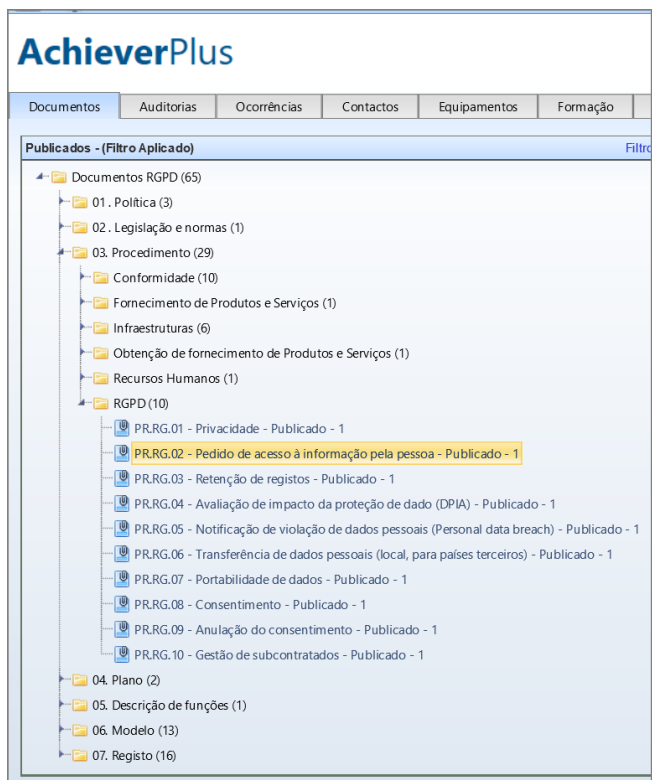 AchieverPlus
Documentos Auditorias Ocorrências Contactos Equipamentos Formação
Publicados - (Filtro Aplicado) Filtro
Documentos RGPD (65)
01 . Política (3)
02 . Legislação e normas (1)
03. Procedimento (29)
Conformidade (10)
Fornecimento de Produtos e Serviços (1)
Infraestruturas (6)
Obtenção de fornecimento de Produtos e Serviços (1)
Recursos Humanos (1)
RGPD (10)
PR.RG.01 - Privacidade - Publicado - 1
PR.RG.02 - Pedido de acesso à informação pela pessoa - Publicado - 1
PR.RG.03 - Retenção de registos - Publicado - 1
PR.RG.04 - Avaliação de impacto da proteção de dado (DPIA) - Publicado - 1
PR.RG.05 - Notificação de violação de dados pessoais (Personal data breach) - Publicado - 1
PR.RG.06 - Transferência de dados pessoais (local, para países terceiros) - Publicado - 1
PR.RG.07 - Portabilidade de dados - Publicado - 1
PR.RG.08 - Consentimento - Publicado - 1
PR.RG.09 - Anulação do consentimento - Publicado - 1
PR.RG.10 - Gestão de subcontratados - Publicado - 1
04. Plano (2)
05. Descrição de funções (1)
06. Modelo (13)
07. Registo (16)